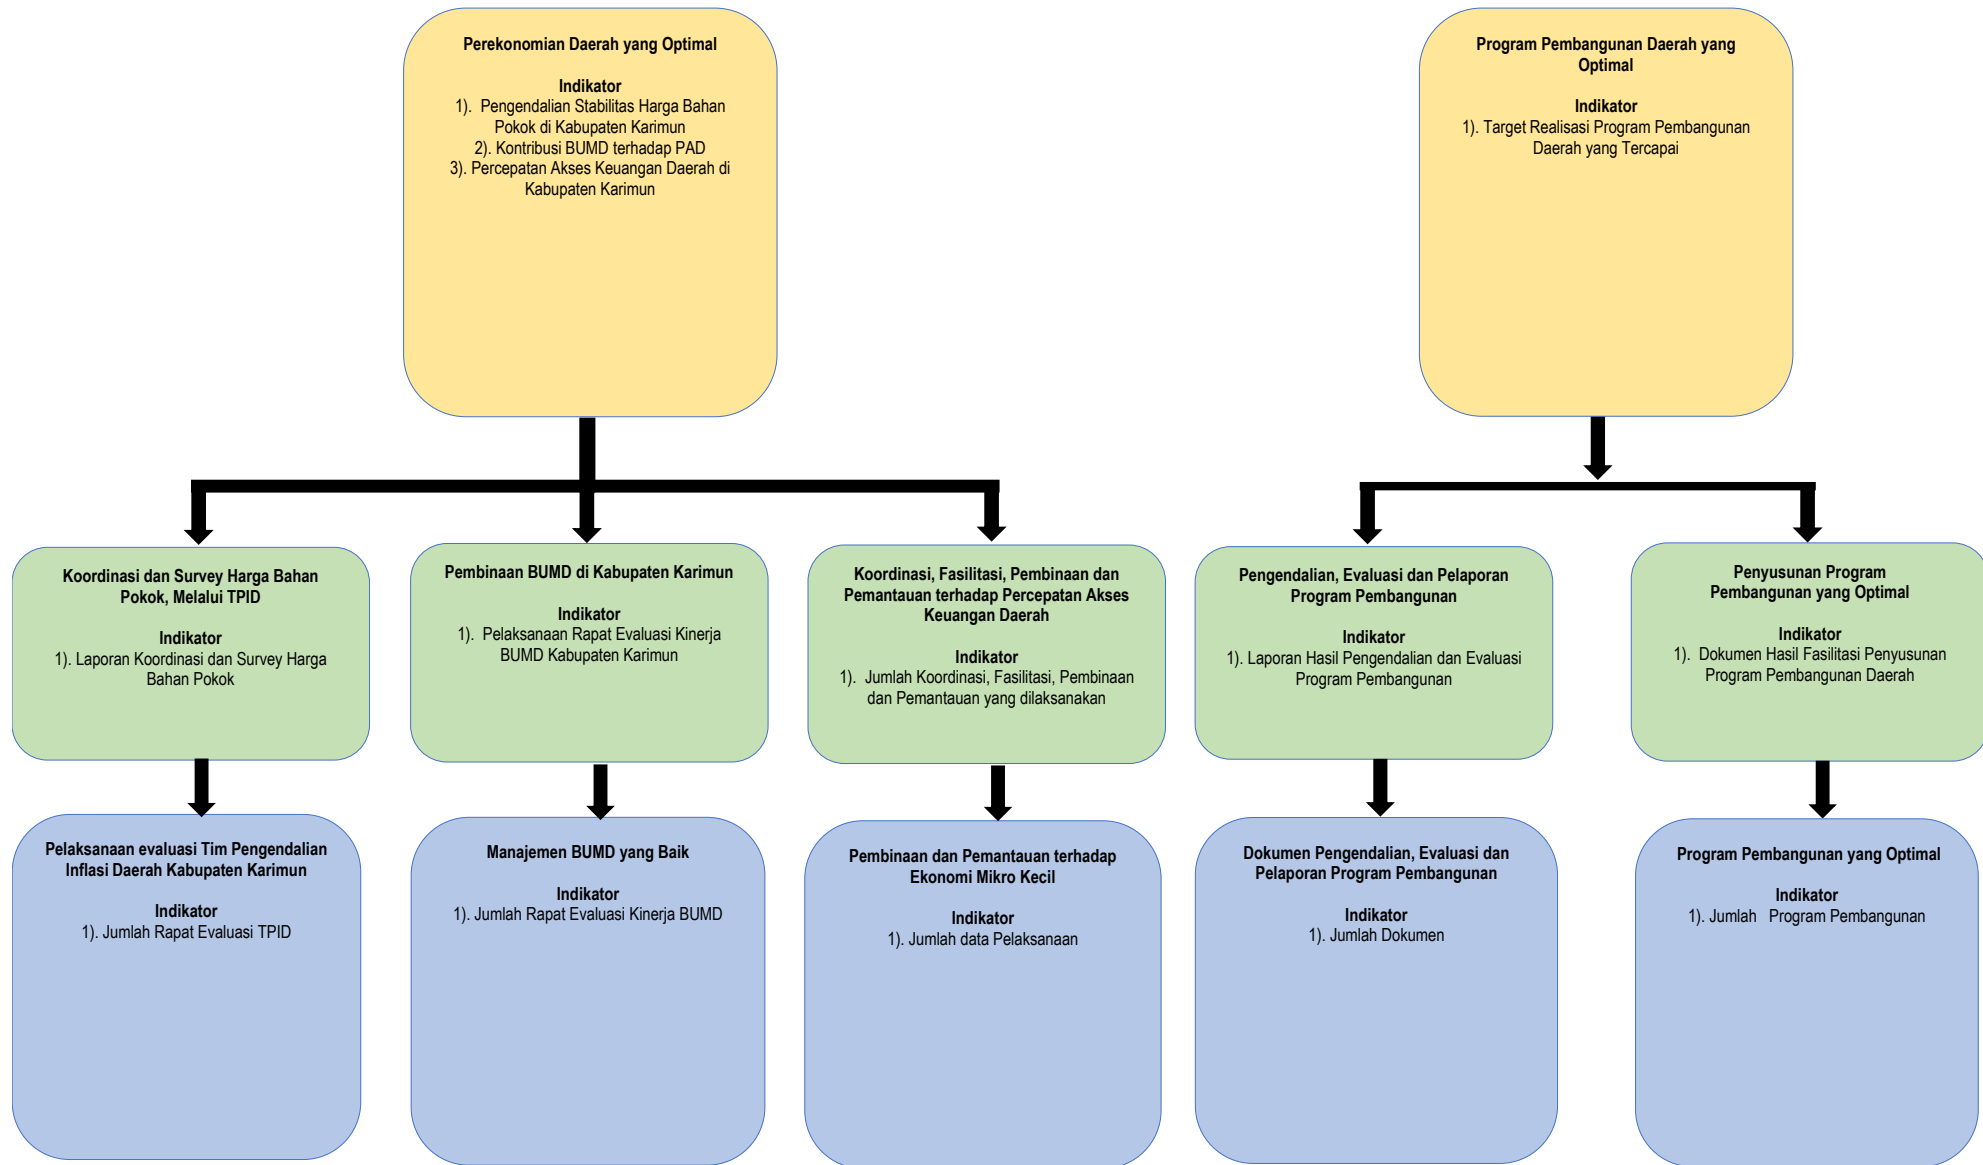 Perekonomian Daerah yang Optimal
Indikator
1). Pengendalian Stabilitas Harga Bahan
Pokok di Kabupaten Karimun
2). Kontribusi BUMD terhadap PAD
3). Percepatan Akses Keuangan Daerah di
Kabupaten Karimun
Program Pembangunan Daerah yang
Optimal
Indikator
1). Target Realisasi Program Pembangunan
Daerah yang Tercapai
Koordinasi dan Survey Harga Bahan
Pokok, Melalui TPID
Indikator
1). Laporan Koordinasi dan Survey Harga
Bahan Pokok
Pembinaan BUMD di Kabupaten Karimun
Indikator
1). Pelaksanaan Rapat Evaluasi Kinerja
BUMD Kabupaten Karimun
Koordinasi, Fasilitasi, Pembinaan dan
Pemantauan terhadap Percepatan Akses
Keuangan Daerah
Indikator
1). Jumlah Koordinasi, Fasilitasi, Pembinaan
dan Pemantauan yang dilaksanakan
Pengendalian, Evaluasi dan Pelaporan
Program Pembangunan
Indikator
1). Laporan Hasil Pengendalian dan Evaluasi
Program Pembangunan
Penyusunan Program
Pembangunan yang Optimal
Indikator
1). Dokumen Hasil Fasilitasi Penyusunan
Program Pembangunan Daerah
Pelaksanaan evaluasi Tim Pengendalian
Inflasi Daerah Kabupaten Karimun
Indikator
1). Jumlah Rapat Evaluasi TPID
Manajemen BUMD yang Baik
Indikator
1). Jumlah Rapat Evaluasi Kinerja BUMD
Pembinaan dan Pemantauan terhadap
Ekonomi Mikro Kecil
Indikator
1). Jumlah data Pelaksanaan
Dokumen Pengendalian, Evaluasi dan
Pelaporan Program Pembangunan
Indikator
1). Jumlah Dokumen
Program Pembangunan yang Optimal
Indikator
1). Jumlah Program Pembangunan